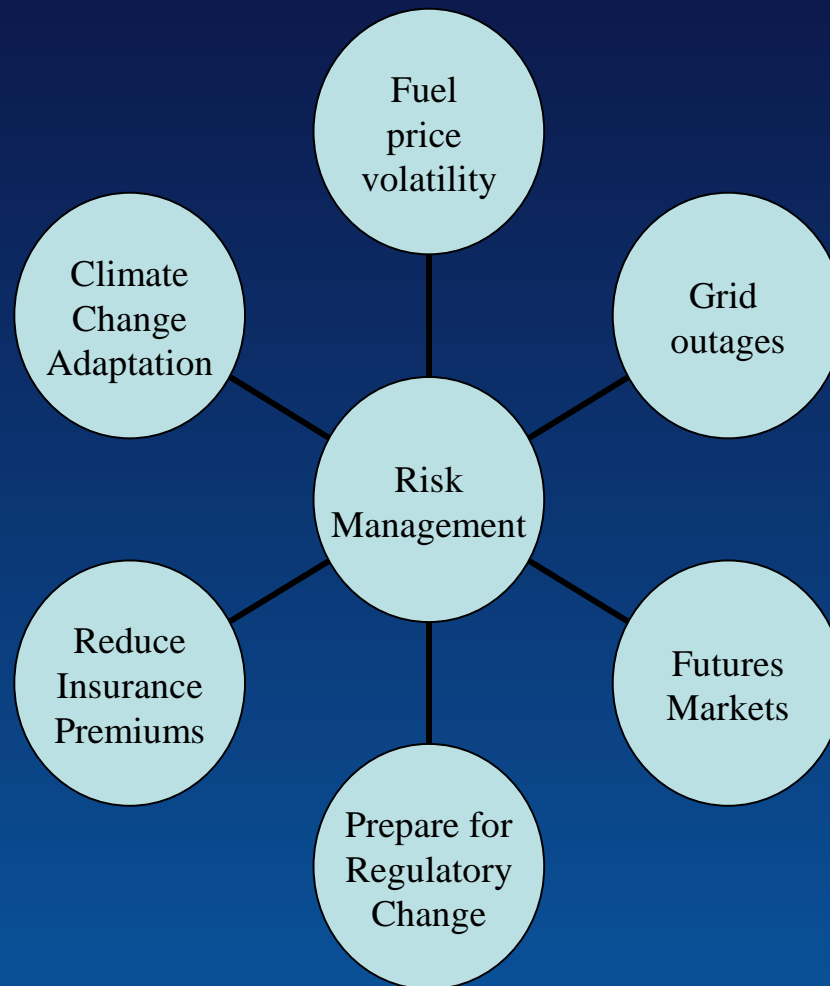 Fuel
price
volatility
Climate
Change
Adaptation
Grid
outages
Risk
Management
Reduce
Insurance
Premiums
Futures
Markets
Prepare for
Regulatory
Change